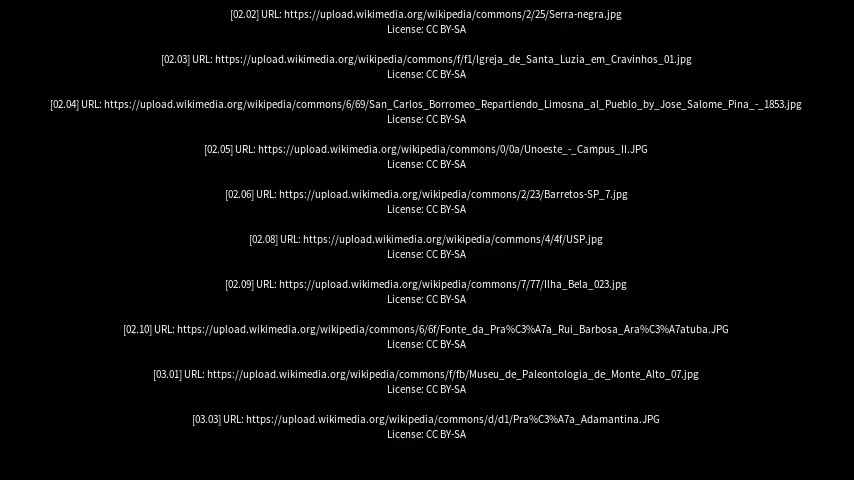 [02.02] URL: https://upload.wikimedia.org/wikipedia/commons/2/25/Serra-negra.jpg
License: CC BY-SA
[02.03] URL: https://upload.wikimedia.org/wikipedia/commons/f/f1/Igreja_de_Santa_Luzia_em_Cravinhos_01.jpg
License: CC BY-SA
[02.04] URL: https://upload.wikimedia.org/wikipedia/commons/6/69/San_Carlos_Borromeo_Repartiendo_Limosna_al_Pueblo_by_Jose_Salome_Pina_-_1853.jpg
License: CC BY-SA
[02.05] URL: https://upload.wikimedia.org/wikipedia/commons/0/0a/Unoeste_-_Campus_II.JPG
License: CC BY-SA
[02.06] URL: https://upload.wikimedia.org/wikipedia/commons/2/23/Barretos-SP_7.jpg
License: CC BY-SA
[02.08] URL: https://upload.wikimedia.org/wikipedia/commons/4/4f/USP.jpg
License: CC BY-SA
[02.09] URL: https://upload.wikimedia.org/wikipedia/commons/7/77/Ilha_Bela_023.jpg
License: CC BY-SA
[02.10] URL: https://upload.wikimedia.org/wikipedia/commons/6/6f/Fonte_da_Pra%C3%A7a_Rui_Barbosa_Ara%C3%A7atuba.JPG
License: CC BY-SA
[03.01] URL: https://upload.wikimedia.org/wikipedia/commons/f/fb/Museu_de_Paleontologia_de_Monte_Alto_07.jpg
License: CC BY-SA
[03.03] URL: https://upload.wikimedia.org/wikipedia/commons/d/d1/Pra%C3%A7a_Adamantina.JPG
License: CC BY-SA